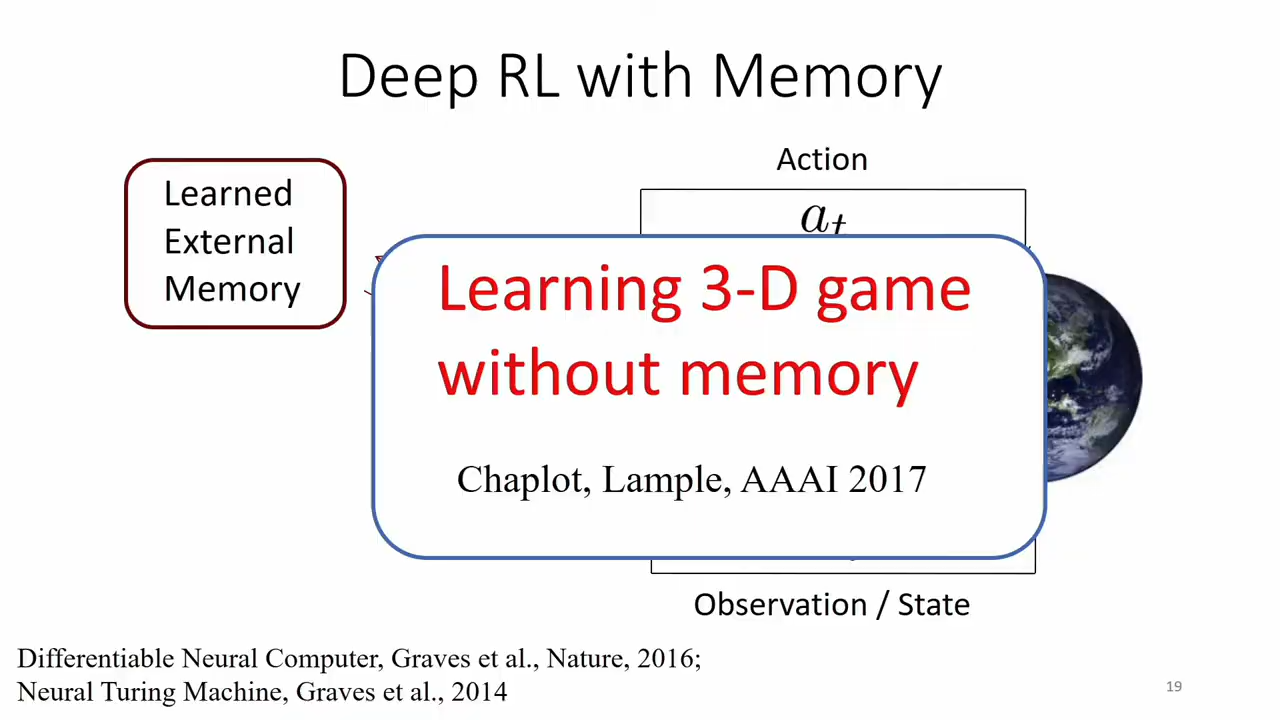 Deep RL with Memory
Learned
External
Memory
Action
a_t
Learning 3-D game
without memory
Chaplot, Lample, AAAI 2017
Observation / State
Differentiable Neural Computer, Graves et al., Nature, 2016;
Neural Turing Machine, Graves et al., 2014
19